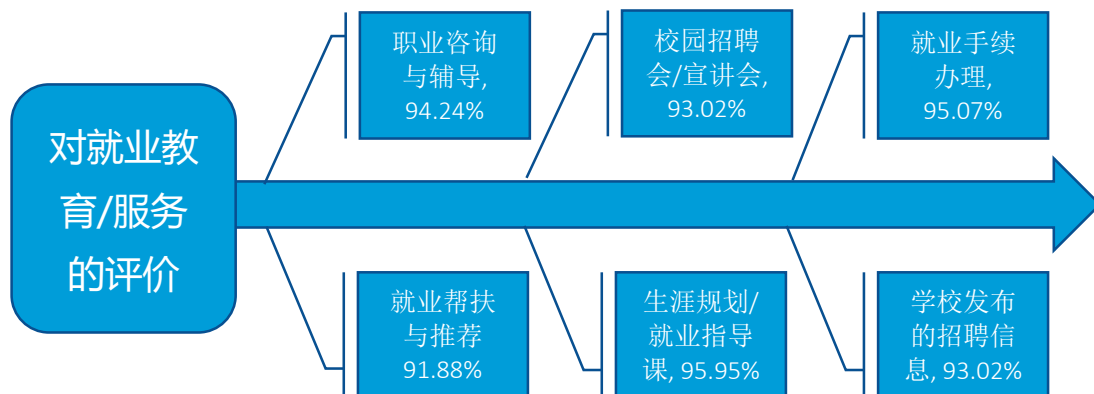 对就业教
育/服务
的评价
职业咨询
与辅导,
94.24%
校园招聘
会/宣讲会,
93.02%
就业手续
办理,
95.07%
就业帮扶
与推荐
91.88%
生涯规划/
就业指导
课, 95.95%
学校发布
的招聘信
息, 93.02%